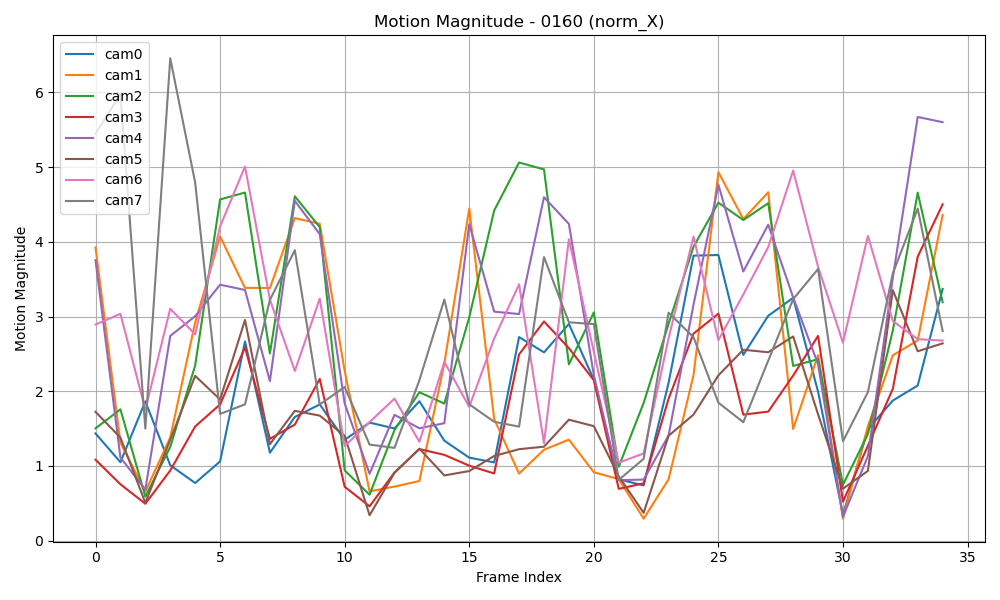 Motion Magnitude - 0160 (norm_X)
cam0
cam1
cam2
cam3
cam4
cam5
cam6
cam7
Motion Magnitude
6
5
4
3
2
1
0
0 5 10 15 20 25 30 35
Frame Index